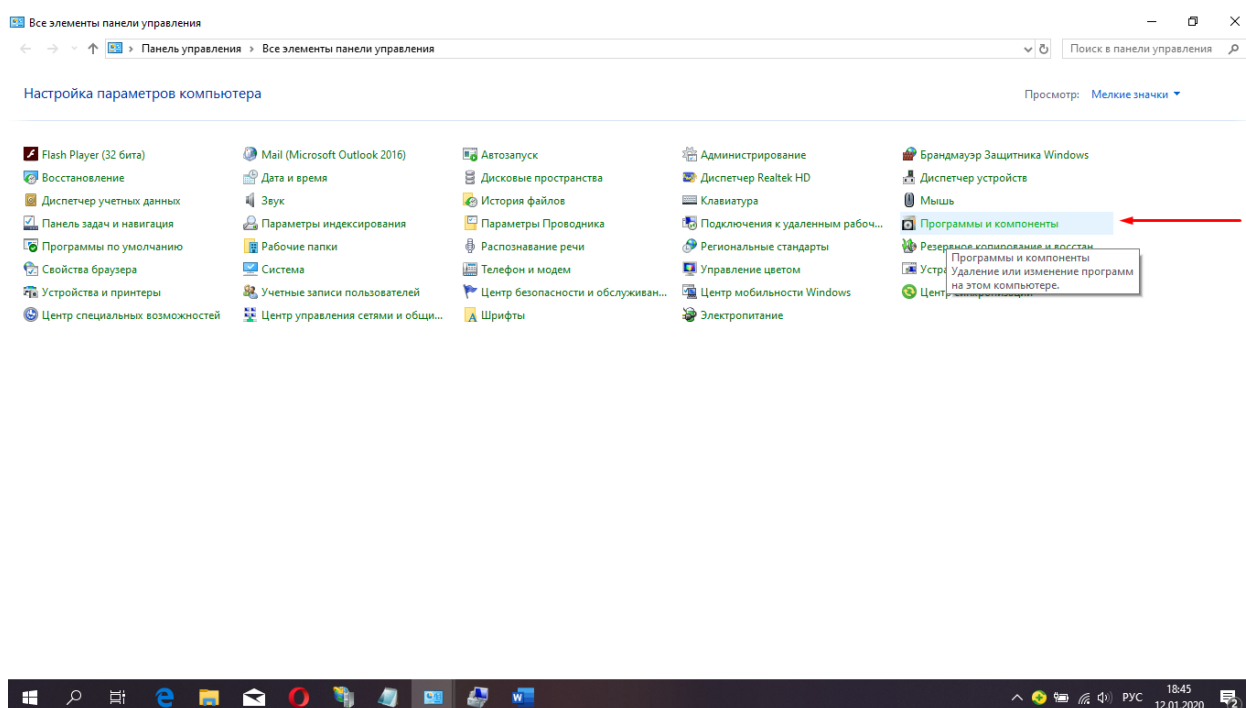 Все элементы панели управления
Панель управления > Все элементы панели управления
Поиск в панели управления
Настройка параметров компьютера
Просмотр: Мелкие значки
Flash Player (32 бита)
Mail (Microsoft Outlook 2016)
Автозапуск
Администрирование
Брандмауэр Защитника Windows
Восстановление
Дата и время
Дисковые пространства
Диспетчер Realtek HD
Диспетчер устройств
Диспетчер учетных данных
Звук
История файлов
Клавиатура
Мышь
Панель задач и навигация
Параметры индексирования
Параметры Проводника
Подключения к удаленным рабоч...
Программы и компоненты
Программы по умолчанию
Рабочие папки
Распознавание речи
Региональные стандарты
Резервное копирование и восстан
Программы и компоненты
Удаление или изменение программ
на этом компьютере.
Свойства браузера
Система
Телефон и модем
Управление цветом
Устройства и принтеры
Учетные записи пользователей
Центр безопасности и обслуживан...
Центр мобильности Windows
Центр синхронизации
Центр специальных возможностей
Центр управления сетями и общи...
Шрифты
Электропитание
РУС
18:45
12.01.2020